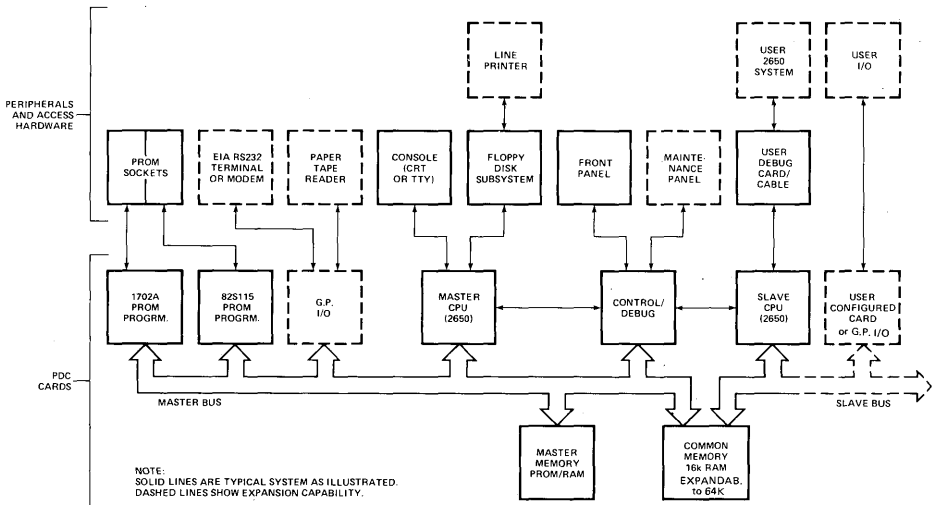 LINE
PRINTER
USER
2650
SYSTEM
USER
I/O
PERIPHERALS
AND ACCESS
HARDWARE
PROM
SOCKETS
EIA RS232
TERMINAL
OR MODEM
PAPER
TAPE
READER
CONSOLE
(CRT
OR TTY)
FLOPPY
DISK
SUBSYSTEM
FRONT
PANEL
MAINTE-
NANCE
PANEL
USER
DEBUG
CARD/
CABLE
1702A
PROM
PROGRM.
82S115
PROM
PROGRM.
G.P.
I/O
MASTER
CPU
(2650)
CONTROL/
DEBUG
SLAVE
CPU
(2650)
USER
CONFIGURED
CARD
or G.P. I/O
PDC
CARDS
MASTER BUS
SLAVE BUS
MASTER
MEMORY
PROM/RAM
COMMON
MEMORY
16k RAM
EXPANDAB.
to 64K
NOTE:
SOLID LINES ARE TYPICAL SYSTEM AS ILLUSTRATED.
DASHED LINES SHOW EXPANSION CAPABILITY.